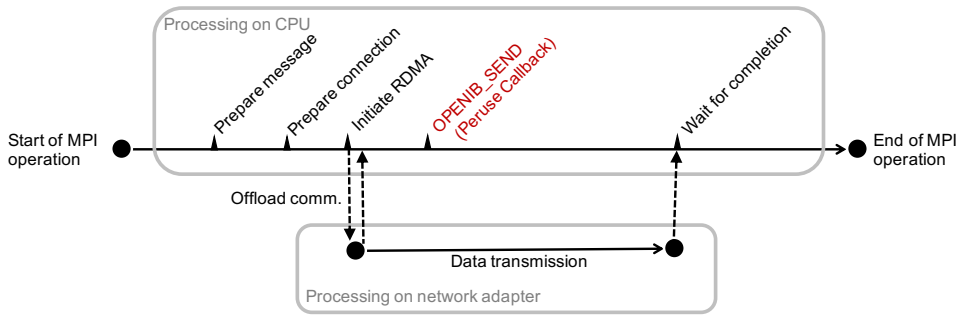 Processing on CPU
Prepare message
Prepare connection
Initiate RDMA
OPENIB_SEND
(Peruse Callback)
Wait for completion
Start of MPI
operation
End of MPI
operation
Offload comm.
Data transmission
Processing on network adapter